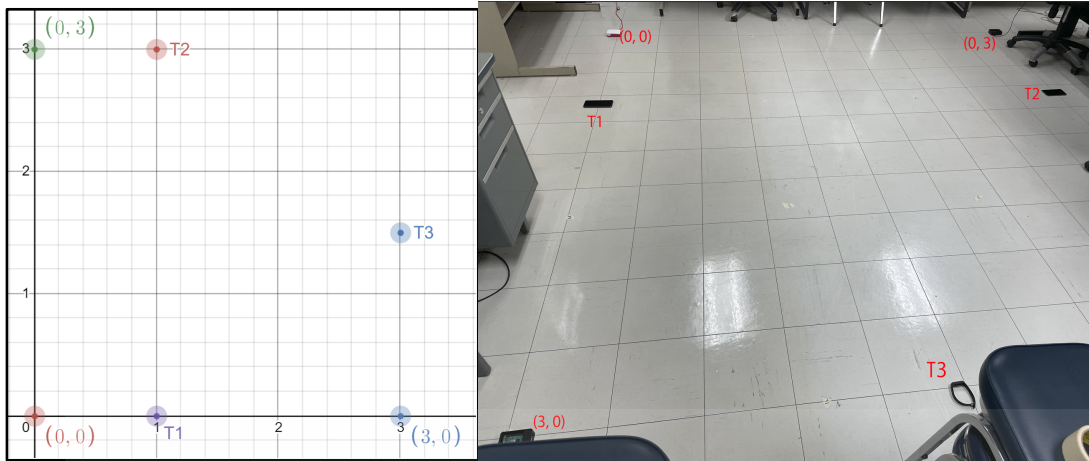 (0, 3)
3
T2
2
T3
1
0
(0, 0)
1
T1
2
3
(3, 0)
(0, 0)
(0, 3)
T1
T2
T3
(3, 0)